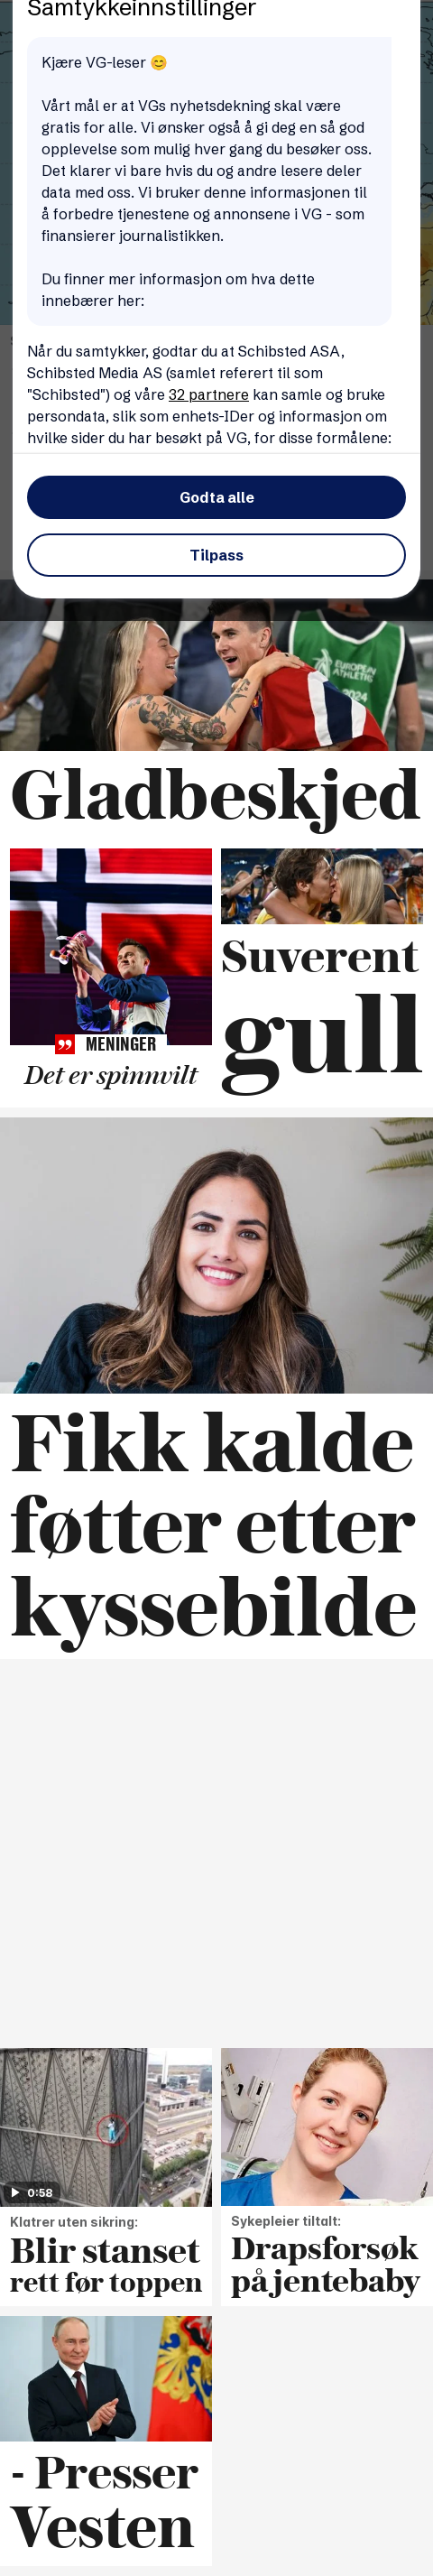 Samtykkeinnstillinger
Kjære VG-leser 😊
Vårt mål er at VGs nyhetsdekning skal være
gratis for alle. Vi ønsker også å gi deg en så god
opplevelse som mulig hver gang du besøker oss.
Det klarer vi bare hvis du og andre lesere deler
data med oss. Vi bruker denne informasjonen til
å forbedre tjenestene og annonsene i VG - som
finansierer journalistikken.
Du finner mer informasjon om hva dette
innebærer her:
Når du samtykker, godtar du at Schibsted ASA,
Schibsted Media AS (samlet referert til som
"Schibsted") og våre 32 partnere kan samle og bruke
persondata, slik som enhets-IDer og informasjon om
hvilke sider du har besøkt på VG, for disse formålene:
Godta alle
Tilpass
EUROPEAN
ATHLETIC
2024
Gladbeskjed
MENINGER
Det er spinnvilt
Suverent
gull
Fikk kalde
føtter etter
kyssebilde
0:58
Klatrer uten sikring:
Blir stanset
rett før toppen
Sykepleier tiltalt:
Drapsforsøk
på jentebaby
- Presser
Vesten